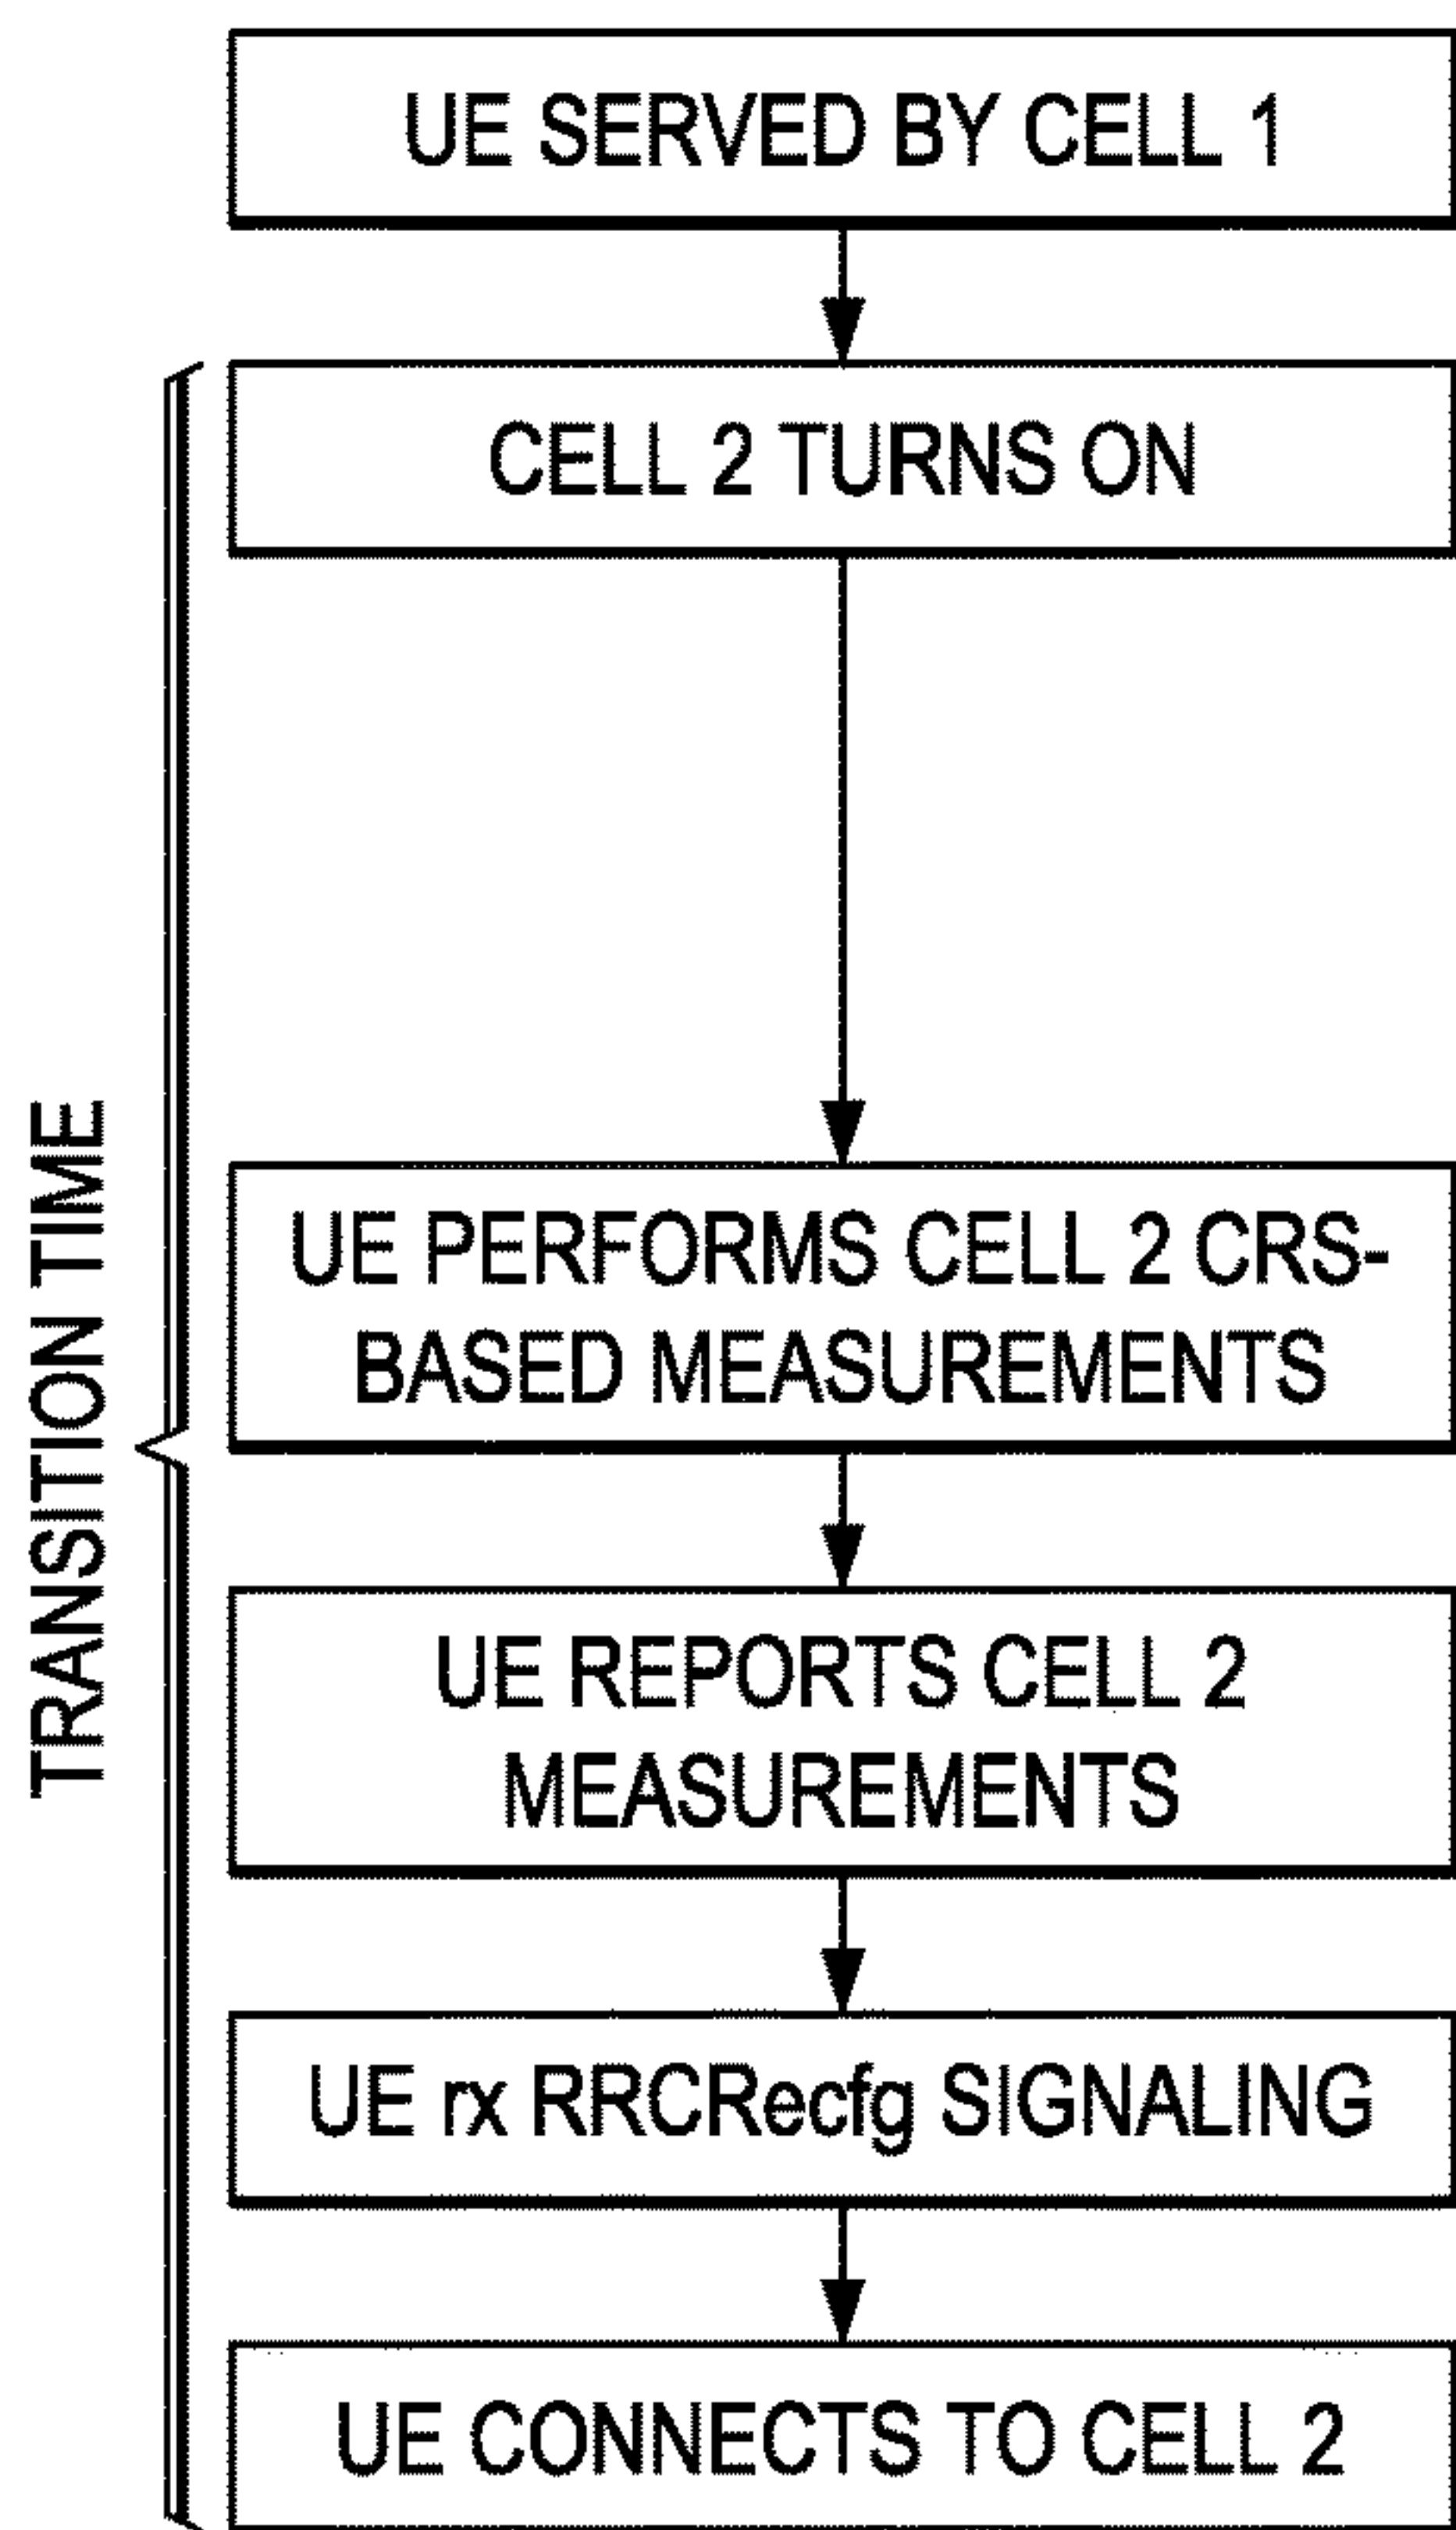 UE SERVED BY CELL 1
CELL 2 TURNS ON
UE PERFORMS CELL 2 CRS-
BASED MEASUREMENTS
UE REPORTS CELL 2
MEASUREMENTS
UE rx RRCRecfg SIGNALING
UE CONNECTS TO CELL 2
TRANSITION TIME